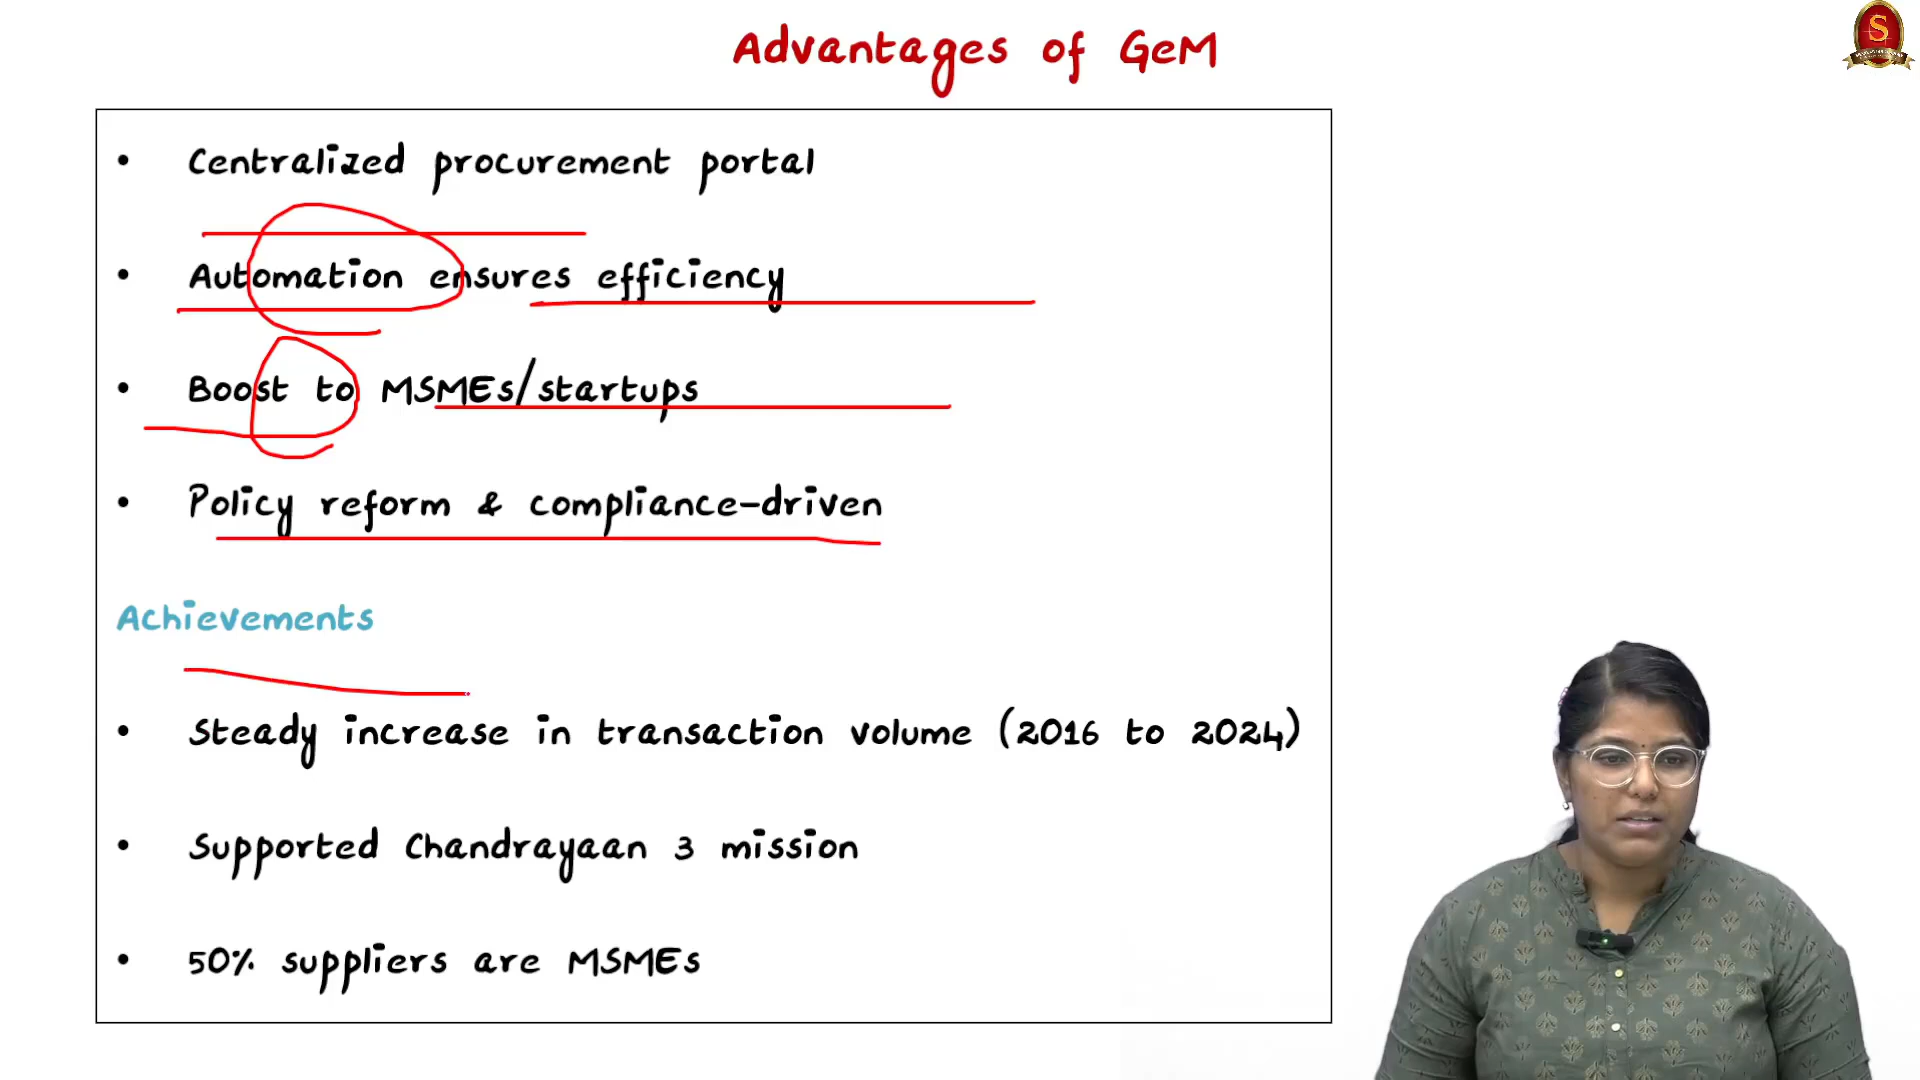 Advantages of GeM
S
• Centralized procurement portal
• Automation ensures efficiency
• Boost to MSMEs/startups
• Policy reform & compliance-driven
Achievements
• Steady increase in transaction volume (2016 to 2024)
• Supported Chandrayaan 3 mission
• 50% suppliers are MSMEs